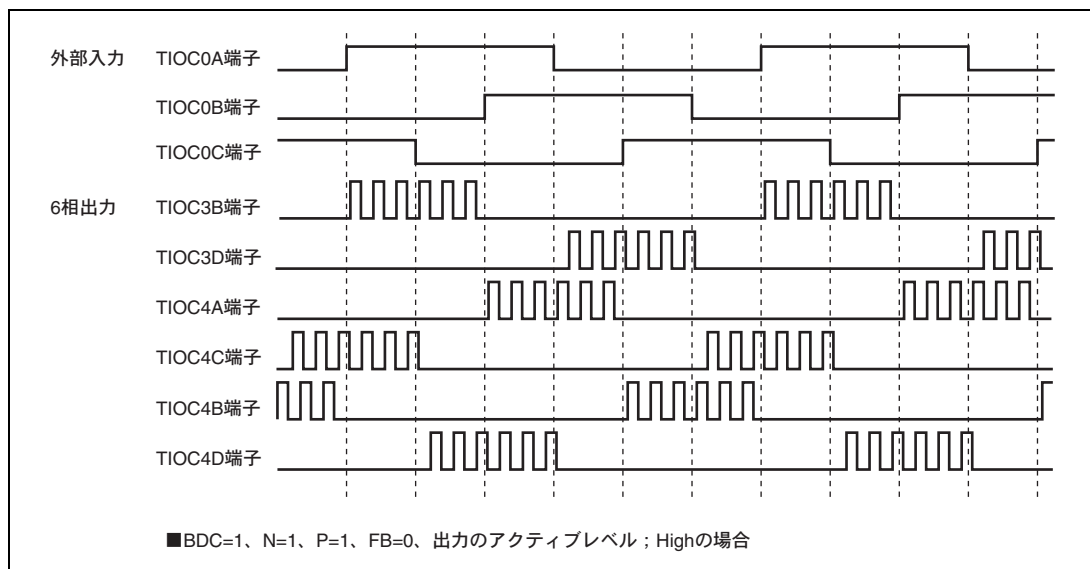 外部入力 TIOC0A端子
TIOC0B端子
TIOC0C端子
6相出力 TIOC3B端子
TIOC3D端子
TIOC4A端子
TIOC4C端子
TIOC4B端子
TIOC4D端子
■BDC=1、N=1、P=1、FB=0、出力のアクティブレベル；Highの場合